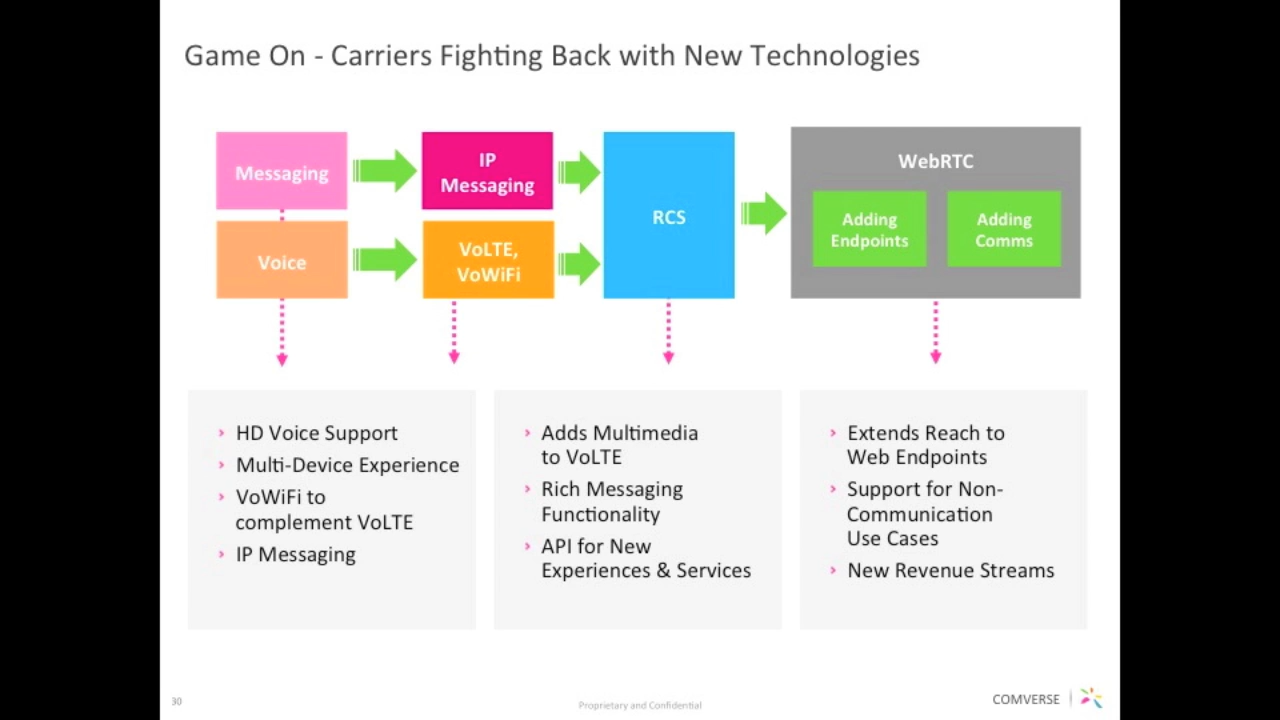 Game On - Carriers Fighting Back with New Technologies
Messaging
IP
Messaging
Voice
VoLTE,
VoWiFi
RCS
WebRTC
Adding
Endpoints
Adding
Comms
› HD Voice Support
› Multi-Device Experience
› VoWiFi to
complement VoLTE
› IP Messaging
› Adds Multimedia
to VoLTE
› Rich Messaging
Functionality
› API for New
Experiences & Services
› Extends Reach to
Web Endpoints
› Support for Non-
Communication
Use Cases
› New Revenue Streams
30
Proprietary and Confidential
COMVERSE